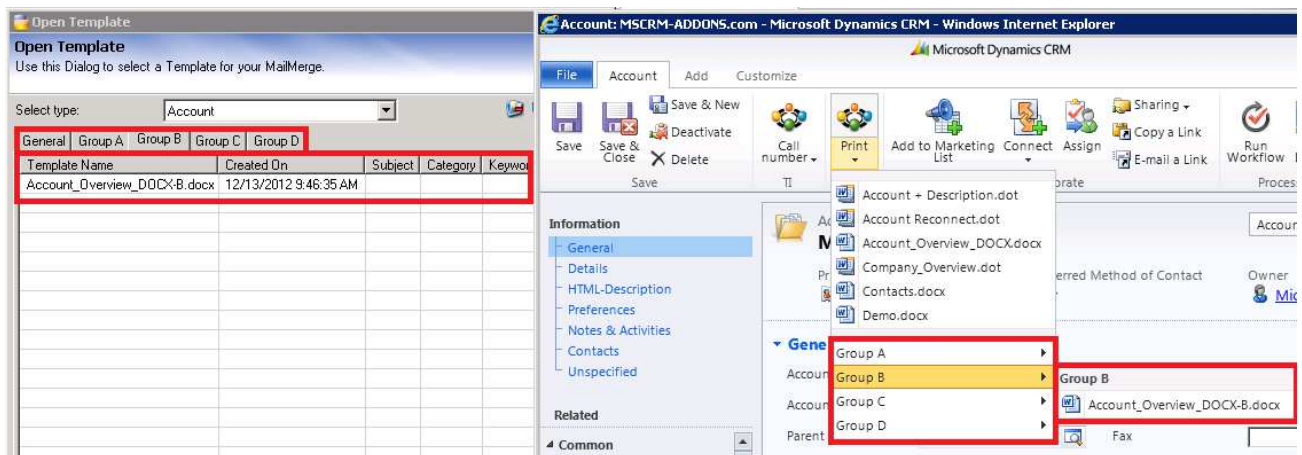 Open Template
Open Template
Use this Dialog to select a Template for your MailMerge.
Select type: Account
General Group A Group B Group C Group D
Template Name Created On Subject Category
Account_Overview_DOCX-B.docx 12/13/2012 9:46:35 AM
Account: MSCRM-ADDONS.com - Microsoft Dynamics CRM - Windows Internet Explorer
Microsoft Dynamics CRM
File Account Add Customize
Save
Save & Close
Save & New
Deactivate
Delete
Save
Call number
Print
Add to Marketing List
Connect
Assign
Sharing
Copy a Link
E-mail a Link
Run Workflow
Information
General
Details
HTML-Description
Preferences
Notes & Activities
Contacts
Unspecified
Related
Common
Account + Description.dot
Account Reconnect.dot
Account_Overview_DOCX.docx
Company_Overview.dot
Contacts.docx
Demo.docx
Group A
Group B
Group C
Group D
Group B
Account_Overview_DOCX-B.docx
Method of Contact
Owner
Parent
Fax